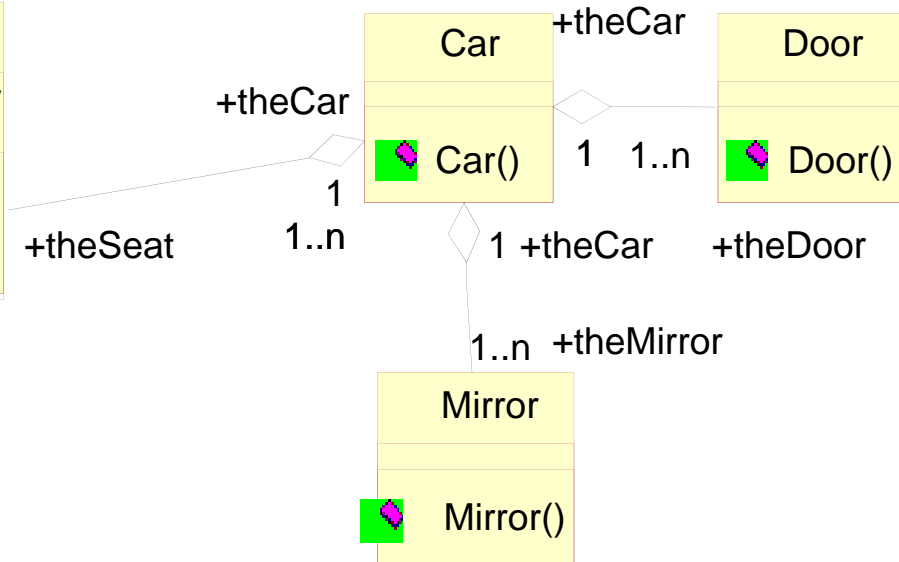 Car
+theCar
Door
+theCar
Car()
1
1..n
Door()
1
1..n
+theSeat
1
+theCar
+theDoor
1..n
+theMirror
Mirror
Mirror()